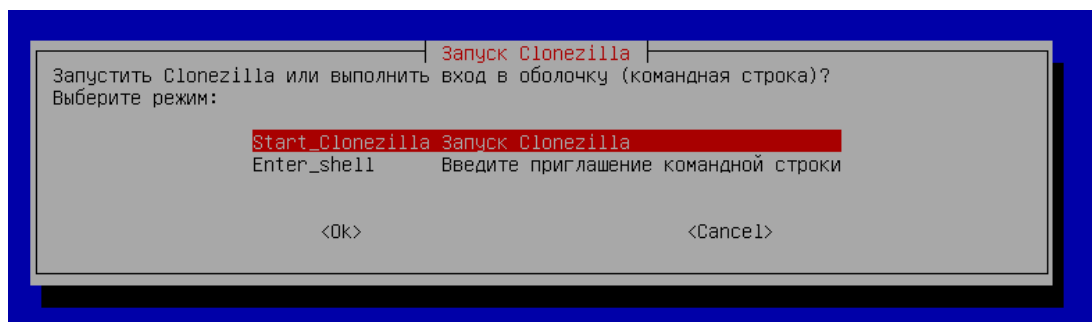 Запуск Clonezilla
Запустить Clonezilla или выполнить вход в оболочку (командная строка)?
Выберите режим:
Start_Clonezilla Запуск Clonezilla
Enter_shell Введите приглашение командной строки
<Ok> <Cancel>